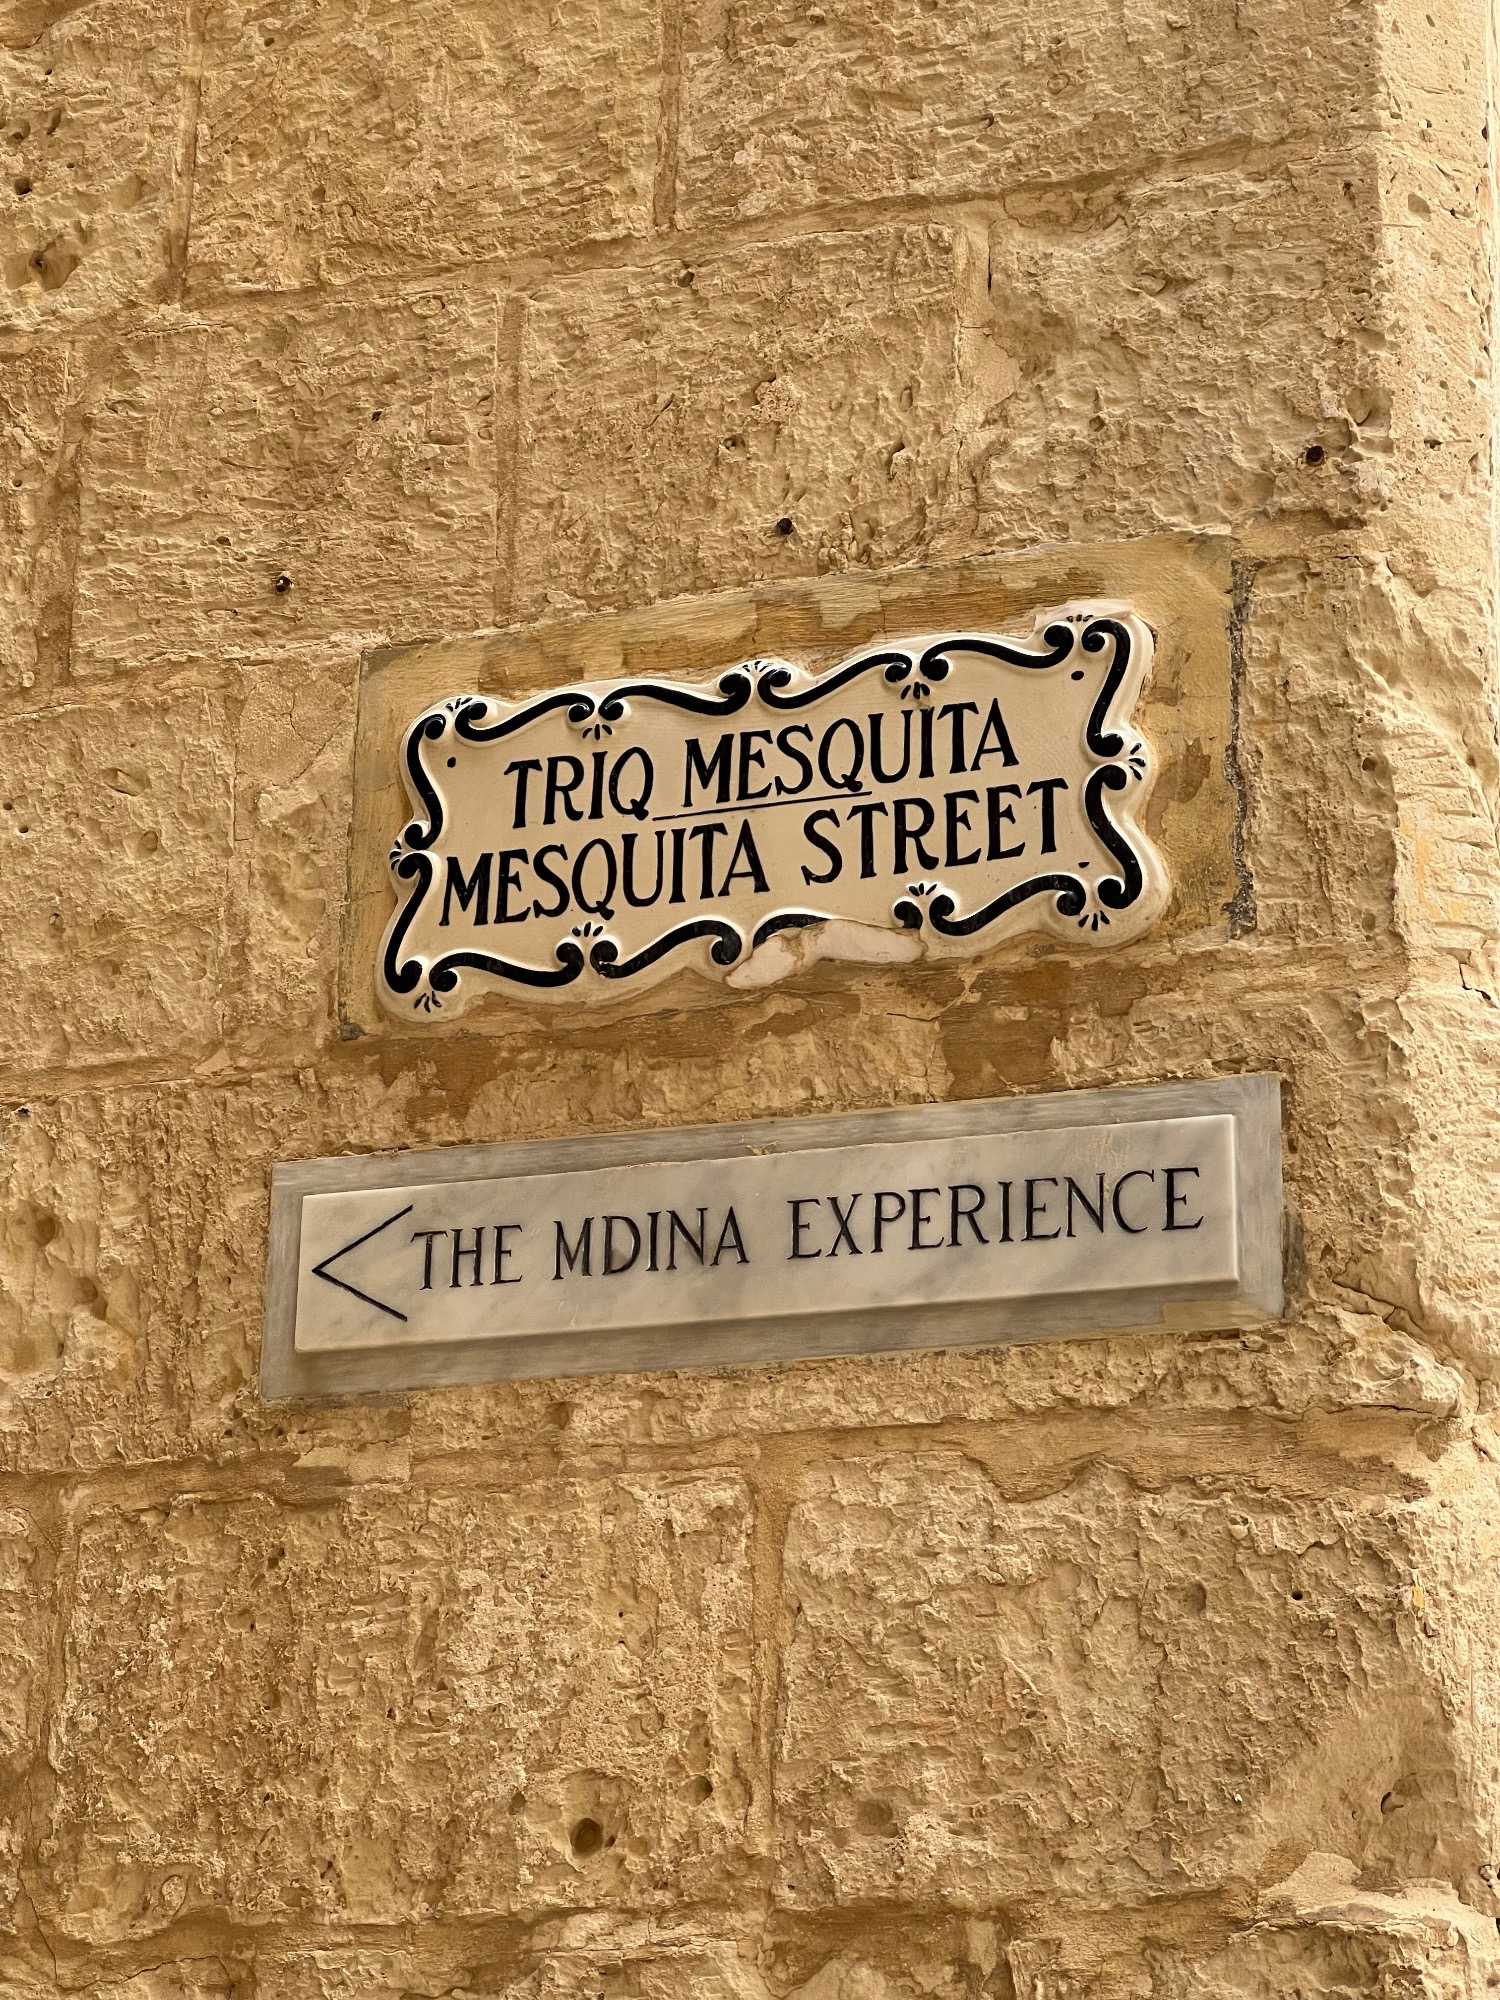 TRIQ MESQUITA
MESQUITA STREET
< THE MDINA EXPERIENCE